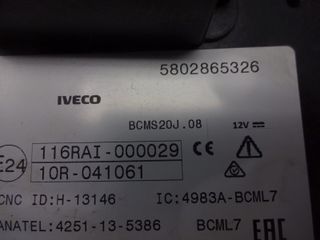 5802865326
IVECO
BCMS20J.08 12V
E24 116RAI-000029 CE
10R-041061
CNC ID:H-13146 IC:4983A-BCML7
ANATEL:4251-13-5386 BCML7 EAC